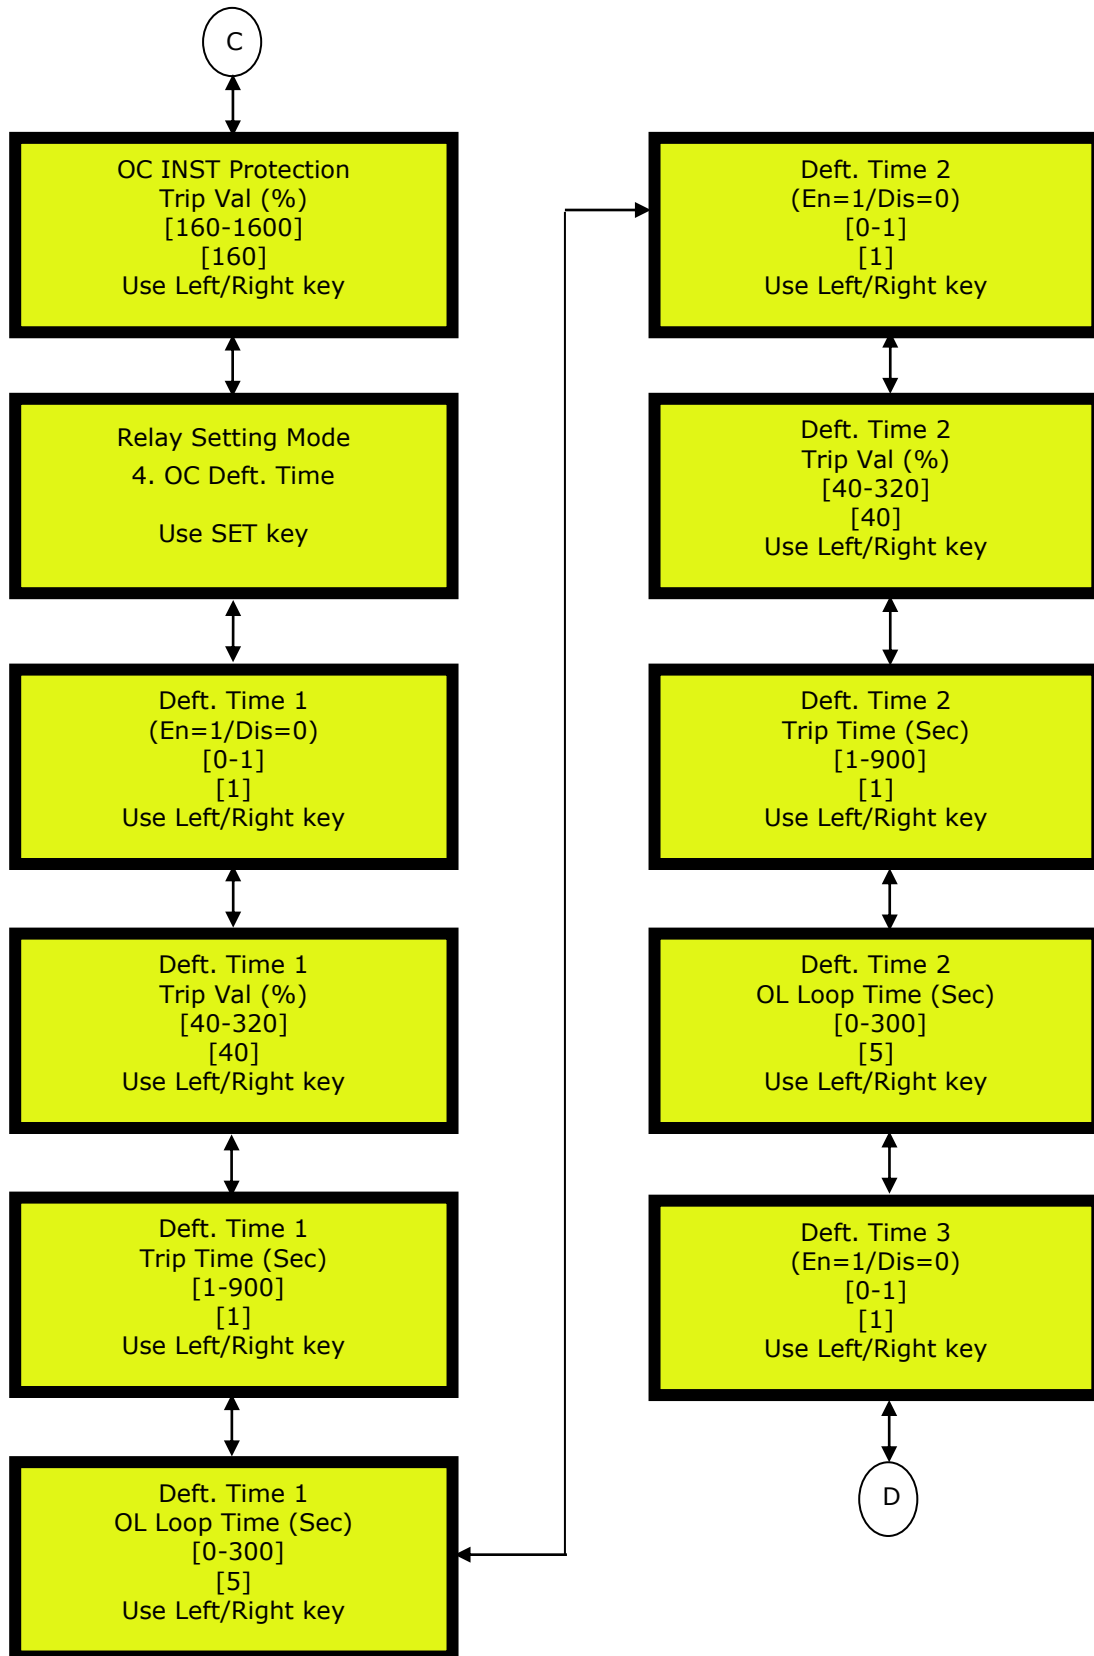 C
OC INST Protection
Trip Val (%)
[160-1600]
[160]
Use Left/Right key
Relay Setting Mode
4. OC Deft. Time
Use SET key
Deft. Time 1
(En=1/Dis=0)
[0-1]
[1]
Use Left/Right key
Deft. Time 1
Trip Val (%)
[40-320]
[40]
Use Left/Right key
Deft. Time 1
Trip Time (Sec)
[1-900]
[1]
Use Left/Right key
Deft. Time 1
OL Loop Time (Sec)
[0-300]
[5]
Use Left/Right key
Deft. Time 2
(En=1/Dis=0)
[0-1]
[1]
Use Left/Right key
Deft. Time 2
Trip Val (%)
[40-320]
[40]
Use Left/Right key
Deft. Time 2
Trip Time (Sec)
[1-900]
[1]
Use Left/Right key
Deft. Time 2
OL Loop Time (Sec)
[0-300]
[5]
Use Left/Right key
Deft. Time 3
(En=1/Dis=0)
[0-1]
[1]
Use Left/Right key
D